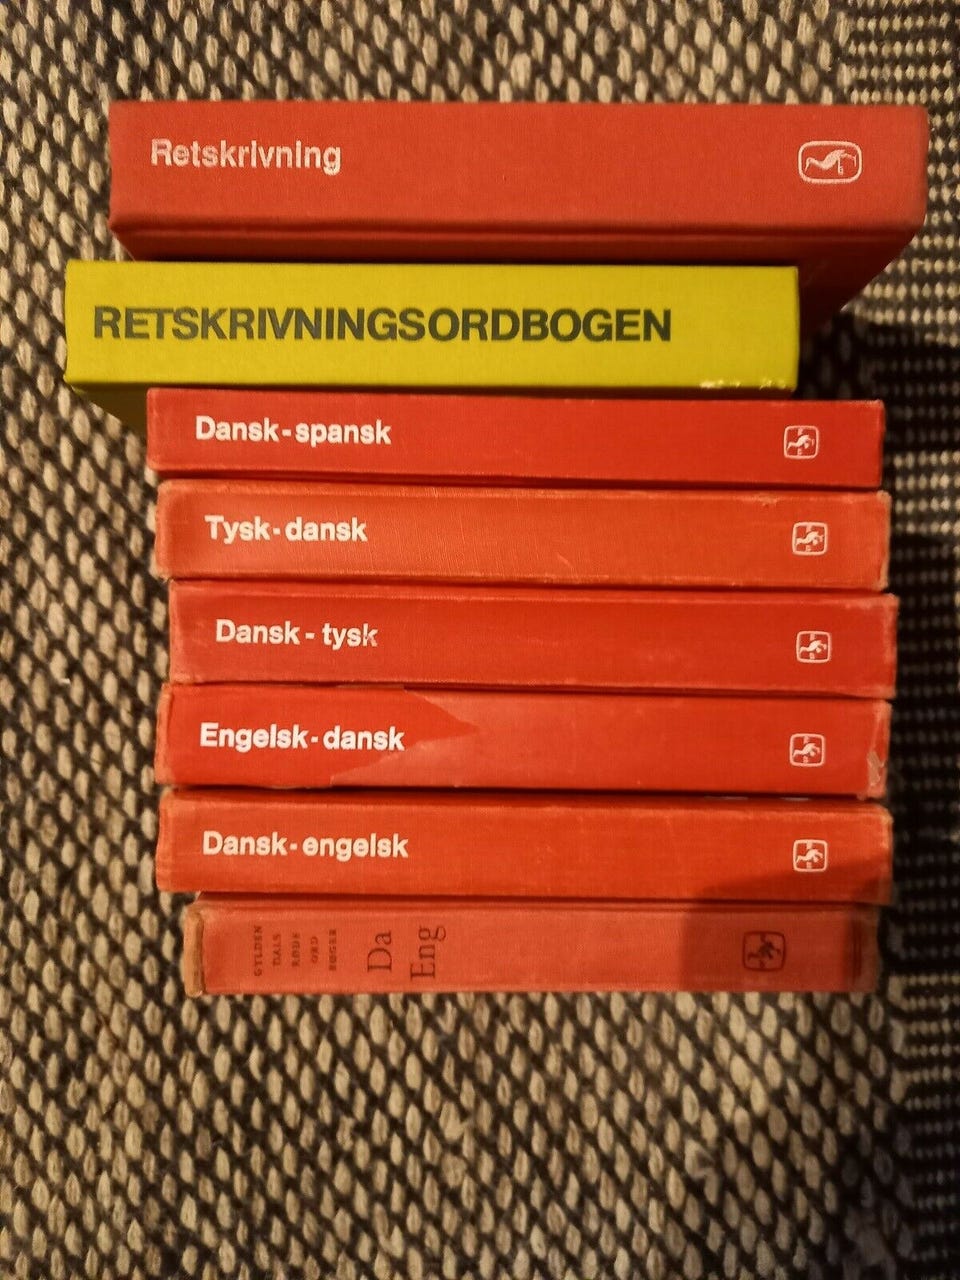 Retskrivning
RETSKRIVNINGSORDBOGEN
Dansk-spansk
Tysk-dansk
Dansk-tysk
Engelsk-dansk
Dansk-engelsk
GYLDEN
DALS
RØDE
ORD
BØGER
Da
Eng